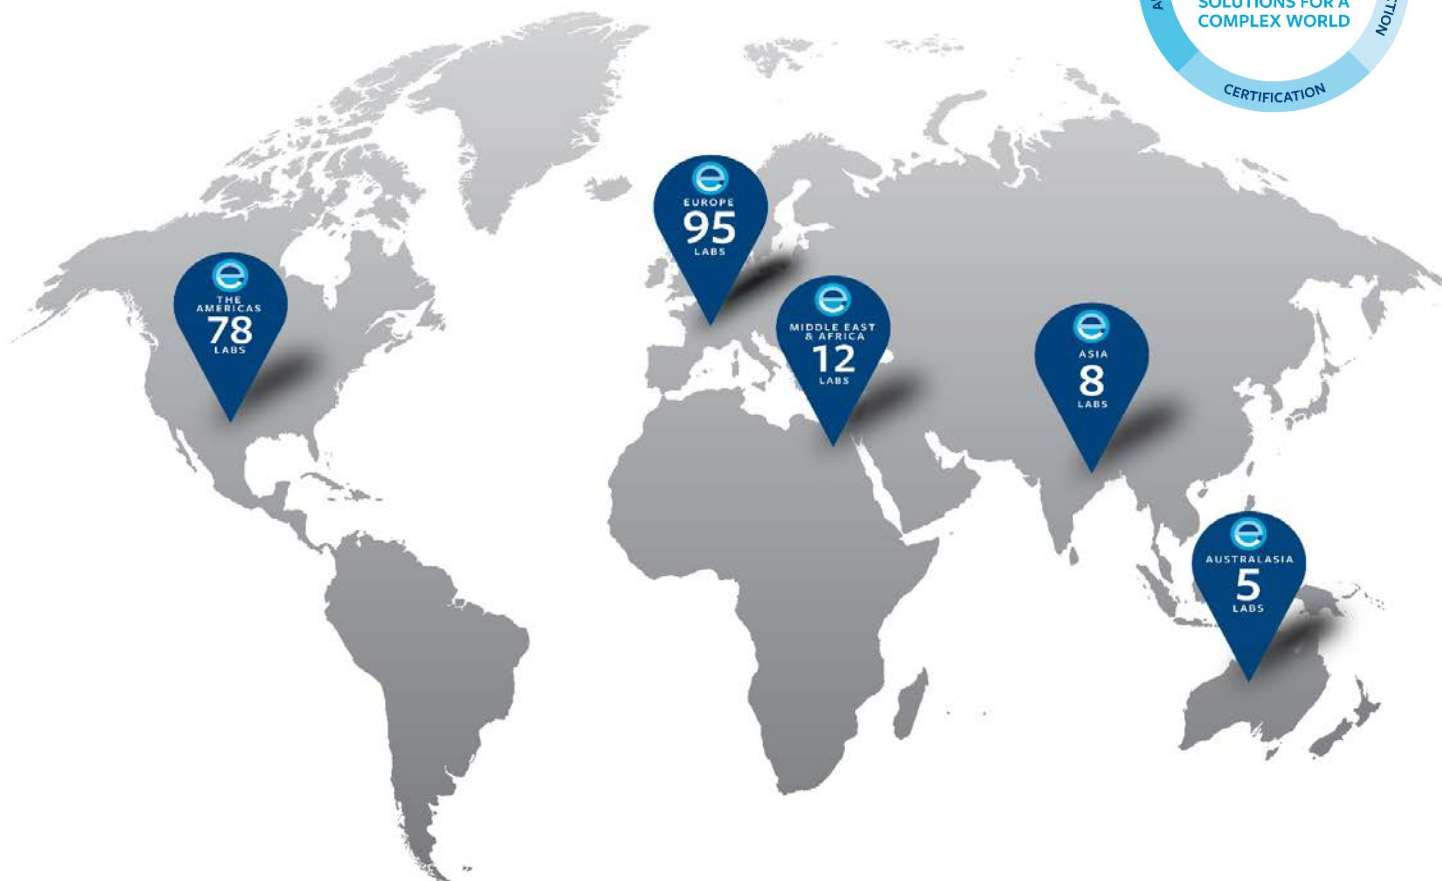 SOLUTIONS FOR A
COMPLEX WORLD
CERTIFICATION
EUROPE
95
LABS
THE
AMERICAS
78
LABS
MIDDLE EAST
& AFRICA
12
LABS
ASIA
8
LABS
AUSTRALASIA
5
LABS